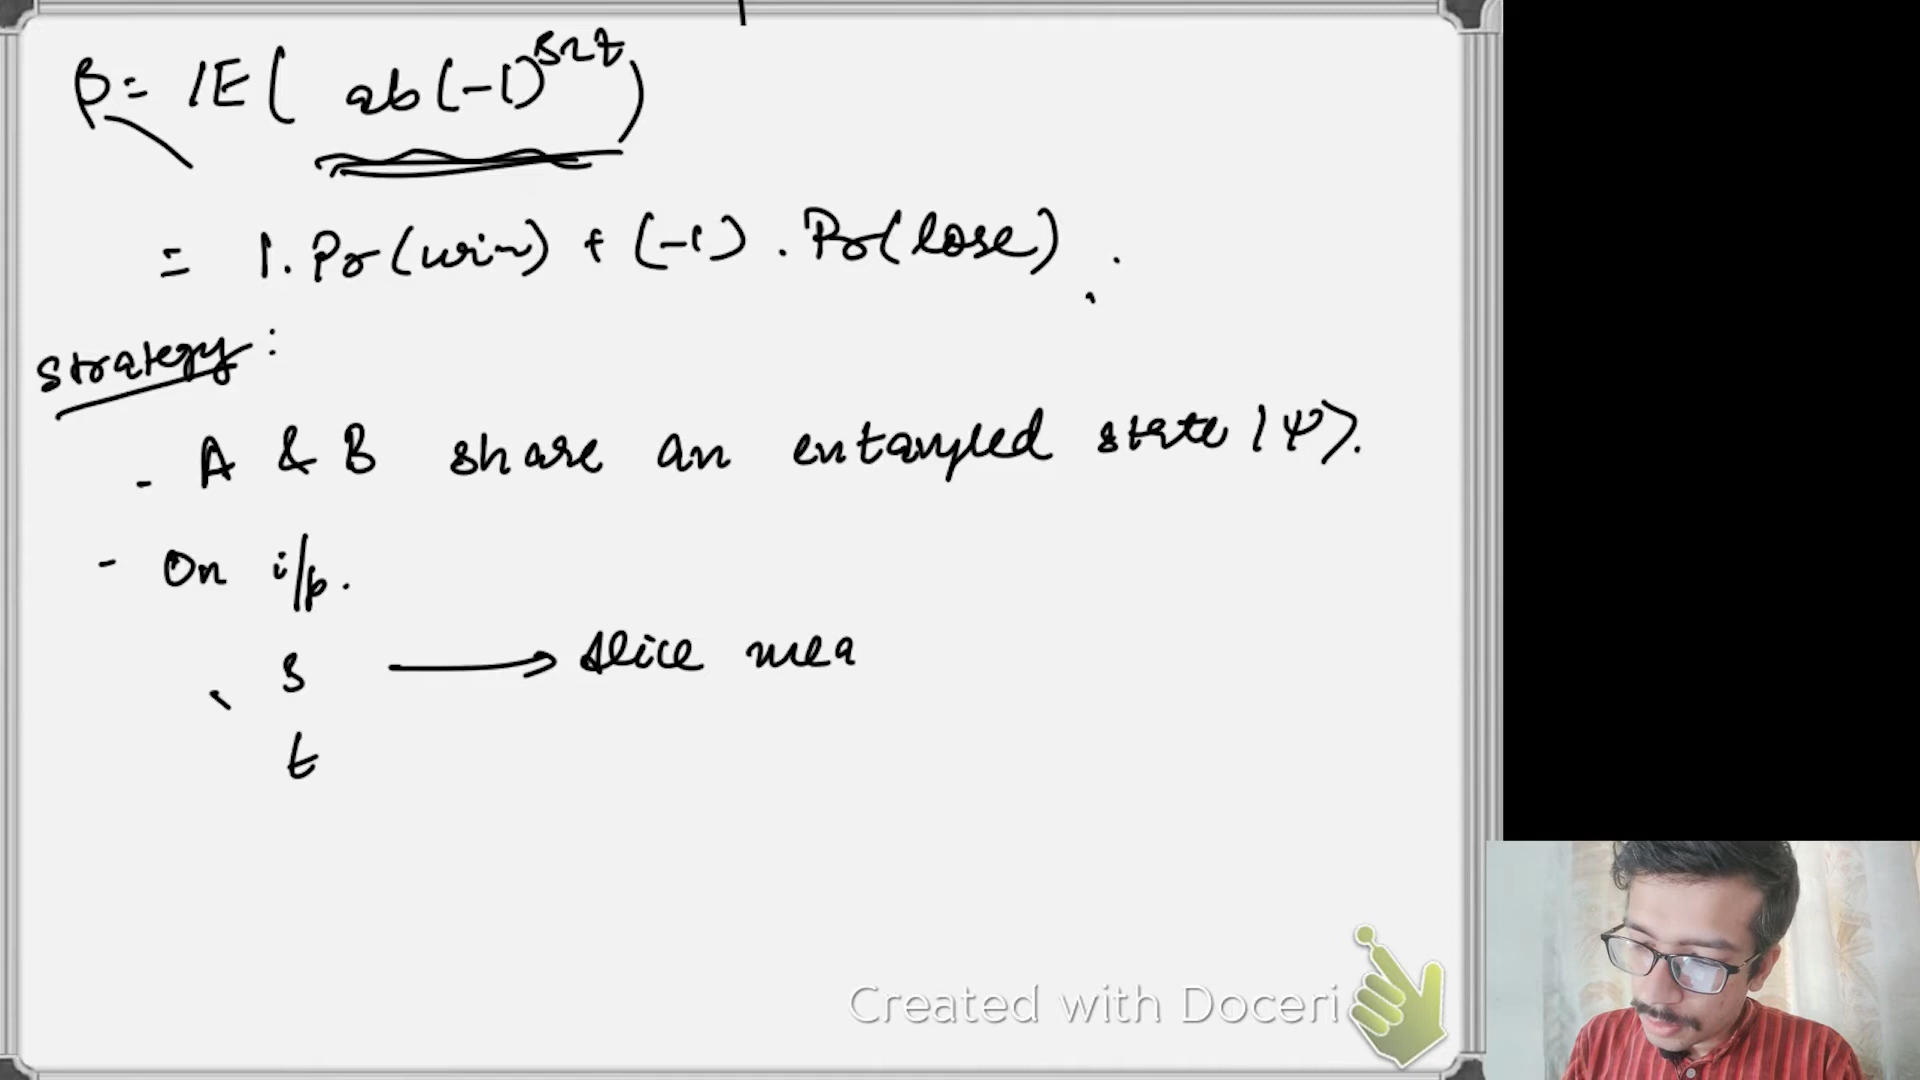 β = IE( ab(-1)^{s∧t} )
= 1. Pr(win) + (-1) . Pr(lose) .
strategy :
- A & B share an entangled state |ψ⟩.
- On i/p.
s → Alice mea
t
Created with Doceri